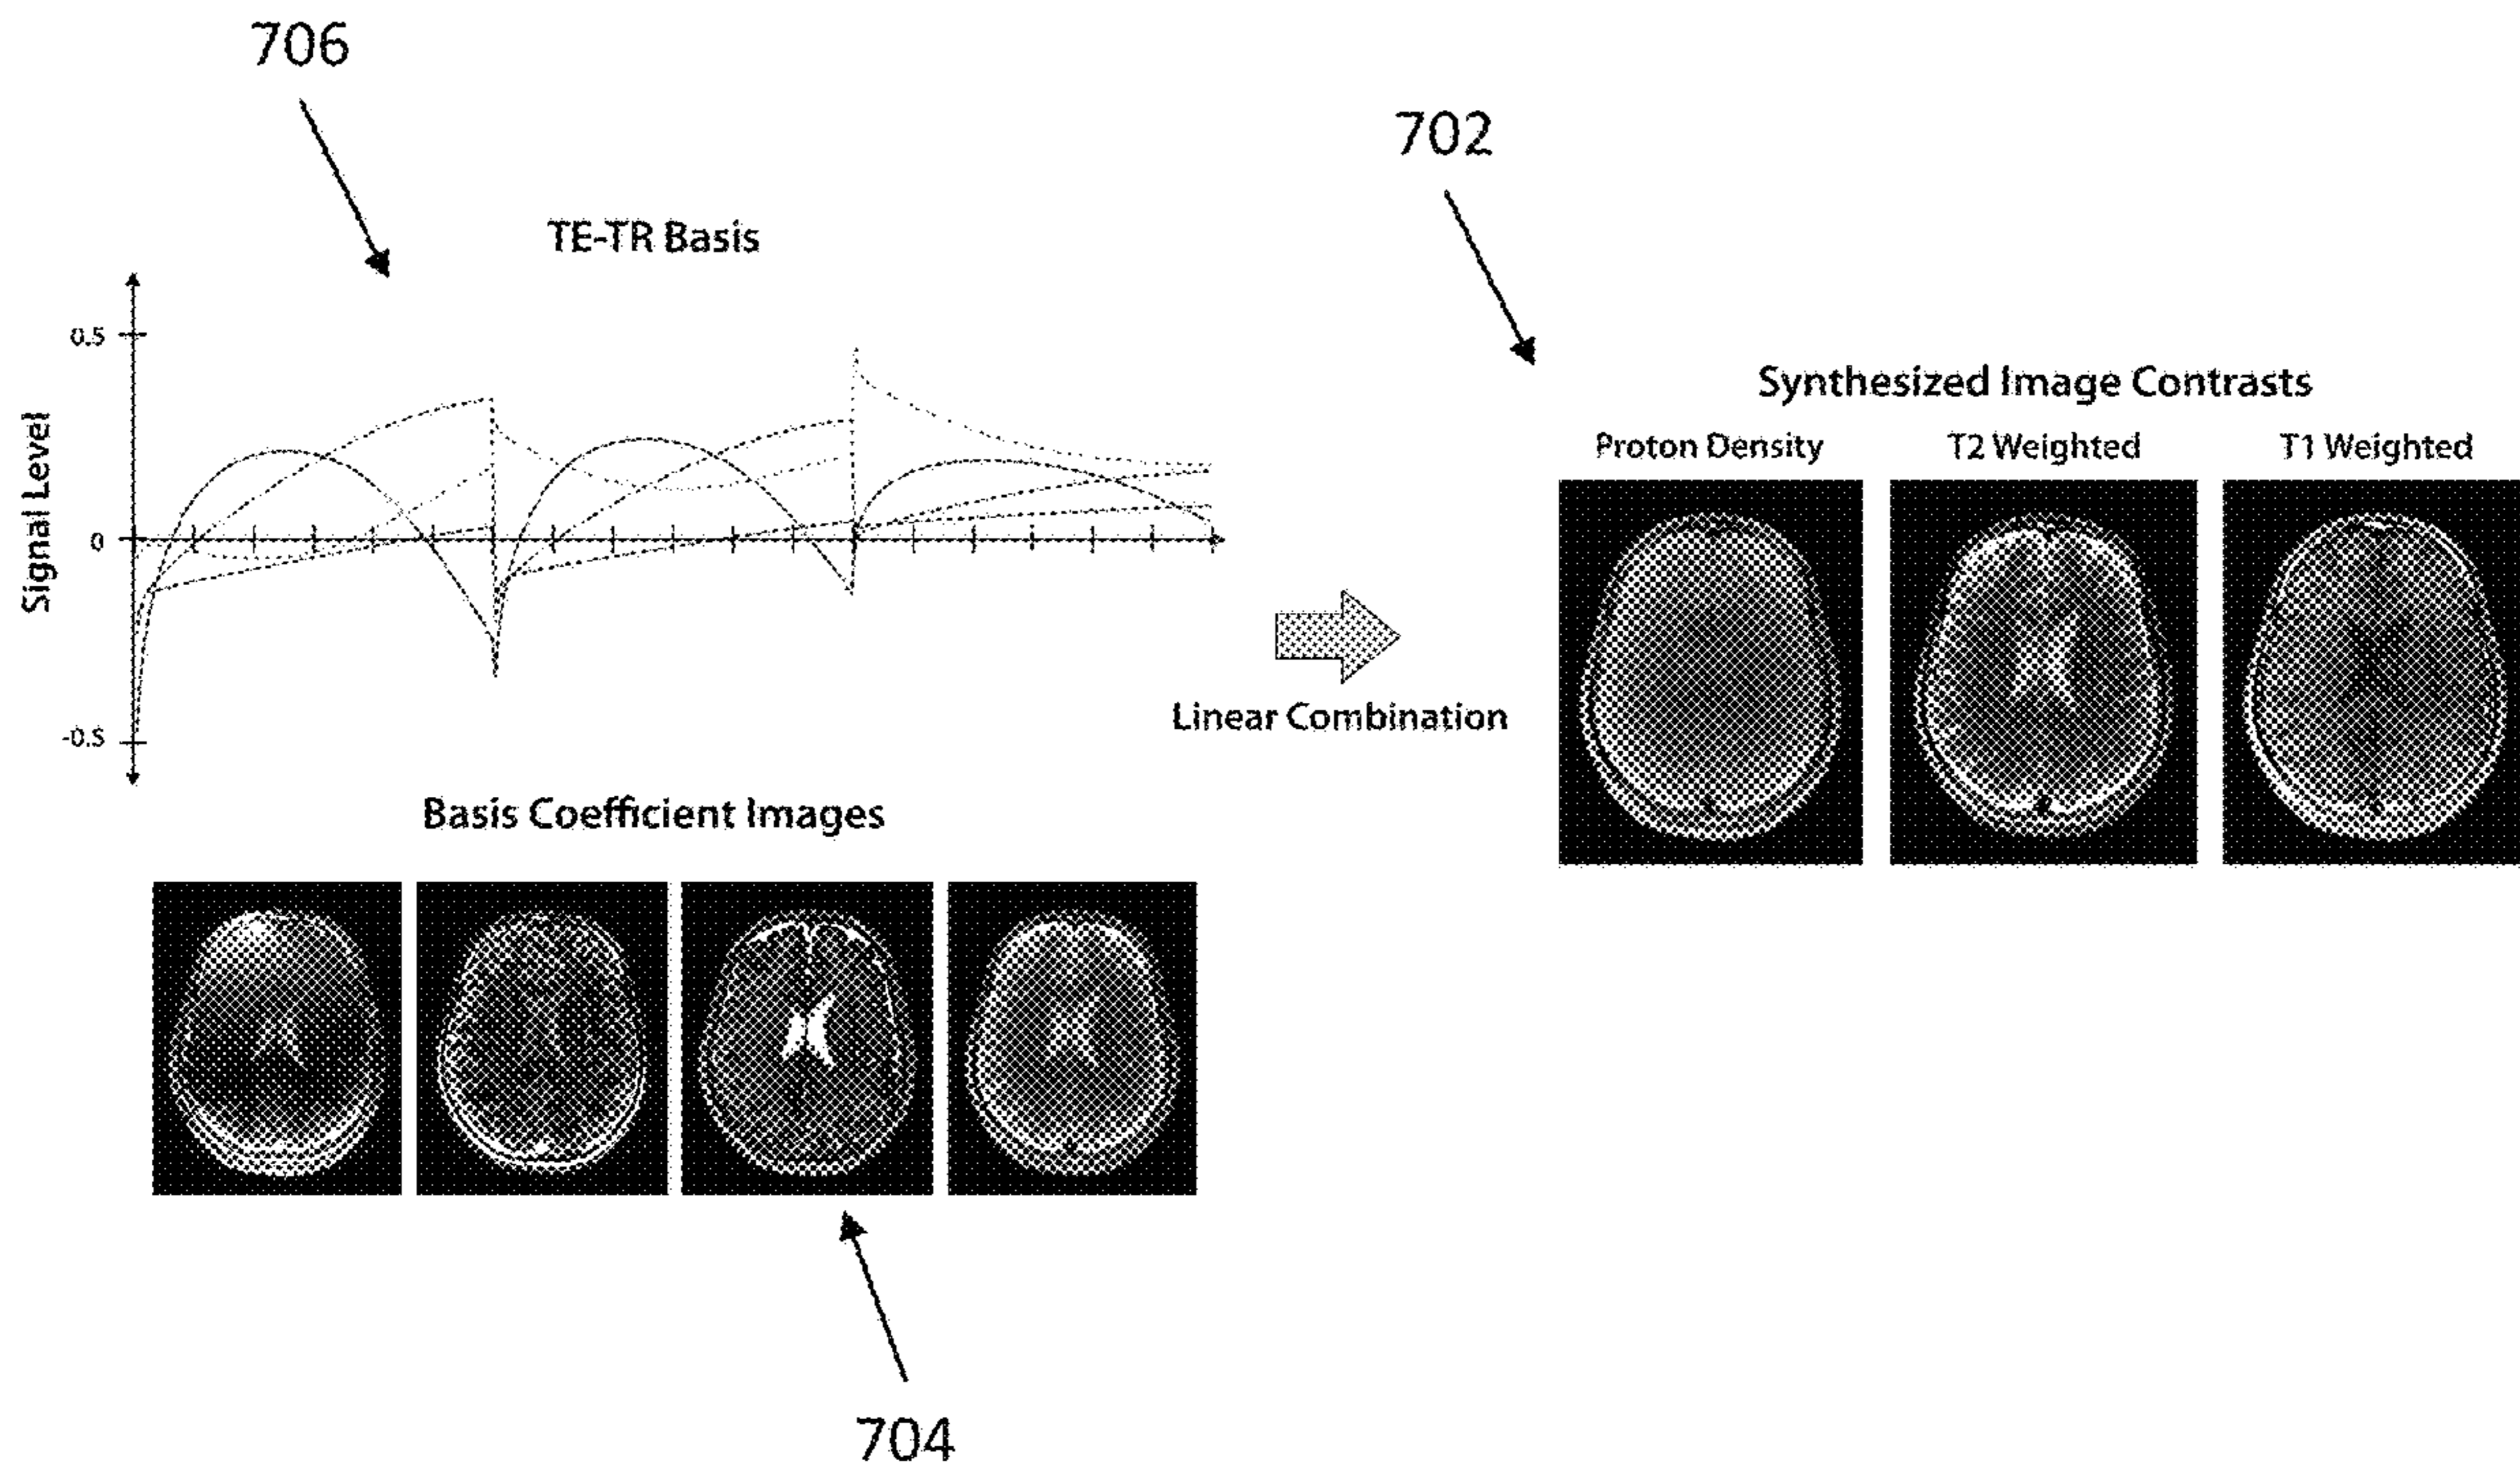 706
702
TE-TR Basis
0.5
Signal Level
0
-0.5
Synthesized Image Contrasts
Proton Density
T2 Weighted
T1 Weighted
Linear Combination
Basis Coefficient Images
704